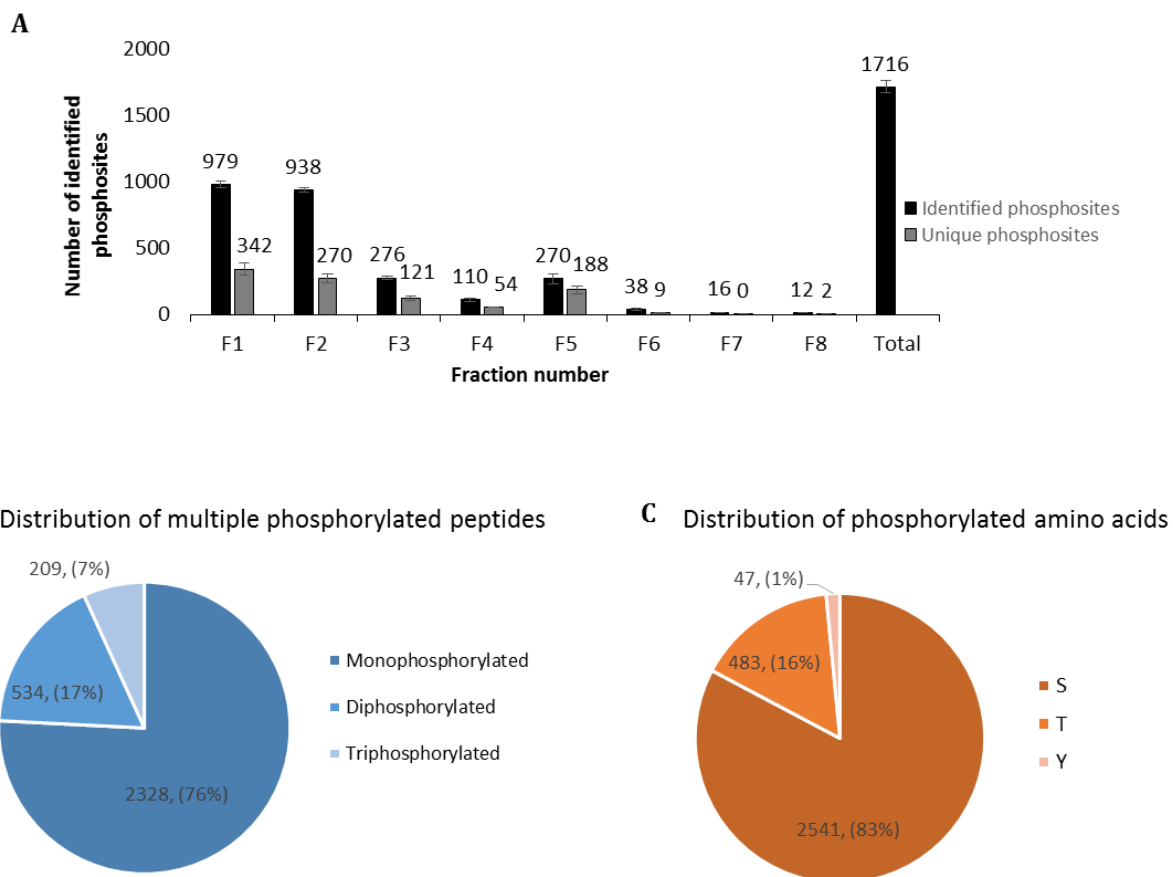 A
Number of identified
phosphosites
2000
1500
1000
500
0
979
342
938
270
276
121
110
54
270
188
38
9
16
0
12
2
1716
F1
F2
F3
F4
F5
F6
F7
F8
Total
Fraction number
Identified phosphosites
Unique phosphosites
Distribution of multiple phosphorylated peptides
209, (7%)
534, (17%)
2328, (76%)
Monophosphorylated
Diphosphorylated
Triphosphorylated
C
Distribution of phosphorylated amino acids
47, (1%)
483, (16%)
2541, (83%)
S
T
Y